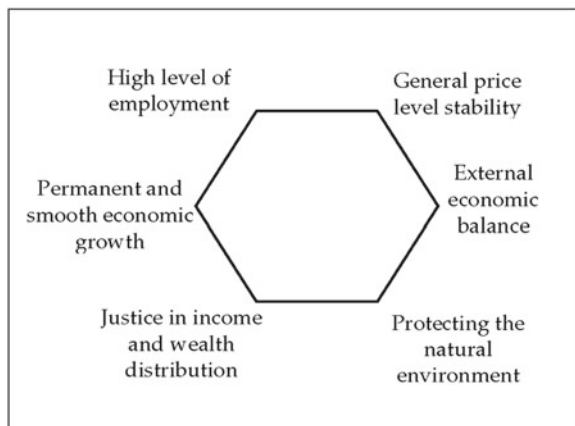 High level of
employment
General price
level stability
Permanent and
smooth economic
growth
External
economic
balance
Justice in income
and wealth
distribution
Protecting the
natural
environment